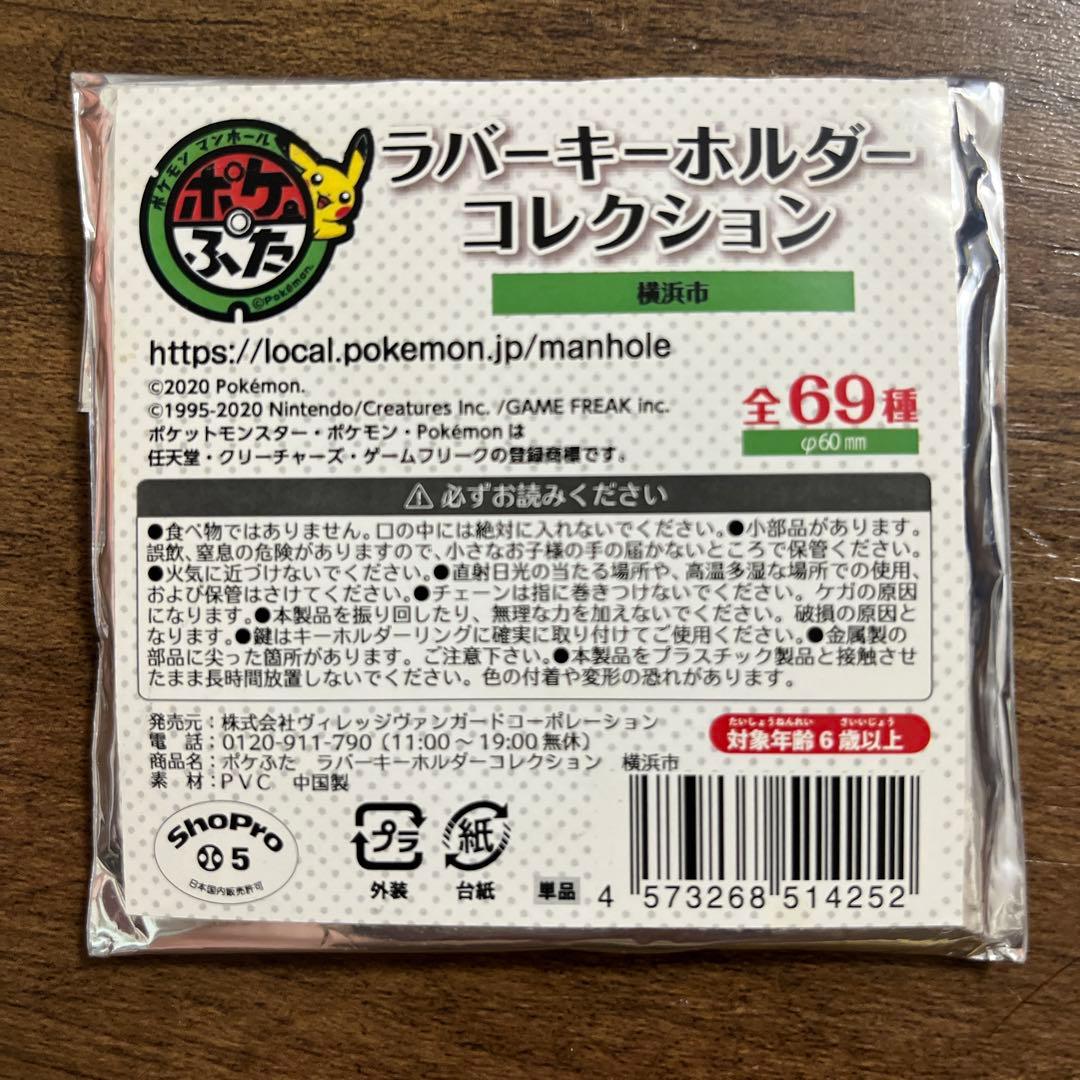 ポケモン マンホール
ポケふた
©Pokémon.
ラバーキーホルダー
コレクション
横浜市
https://local.pokemon.jp/manhole
©2020 Pokémon.
©1995-2020 Nintendo/Creatures Inc. /GAME FREAK inc.
ポケットモンスター・ポケモン・Pokémon は
任天堂・クリーチャーズ・ゲームフリークの登録商標です。
全69種
φ60㎜
⚠必ずお読みください
●食べ物ではありません。口の中には絶対に入れないでください。●小部品があります。
誤飲、窒息の危険がありますので、小さなお子様の手の届かないところで保管ください。
●火気に近づけないでください。●直射日光の当たる場所や、高温多湿な場所での使用、
および保管はさけてください。●チェーンは指に巻きつけないでください。ケガの原因
になります。●本製品を振り回したり、無理な力を加えないでください。破損の原因と
なります。●鍵はキーホルダーリングに確実に取り付けてご使用ください。●金属製の
部品に尖った箇所があります。ご注意下さい。●本製品をプラスチック製品と接触させ
たまま長時間放置しないでください。色の付着や変形の恐れがあります。
発売元：株式会社ヴィレッジヴァンガードコーポレーション
電　話：0120-911-790（11:00～19:00 無休）
商品名：ポケふた　ラバーキーホルダーコレクション　横浜市
素　材：PVC　中国製
たいしょうねんれい　さいいじょう
対象年齢6歳以上
ShoPro
5
日本国内販売許可
プラ
外装
紙
台紙
単品
4 573268 514252